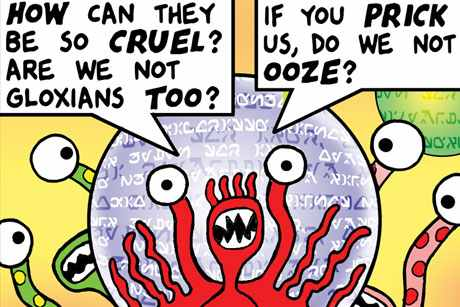 HOW CAN THEY
BE SO CRUEL?
ARE WE NOT
GLOXIANS TOO?
IF YOU PRICK
US, DO WE NOT
OOZE?